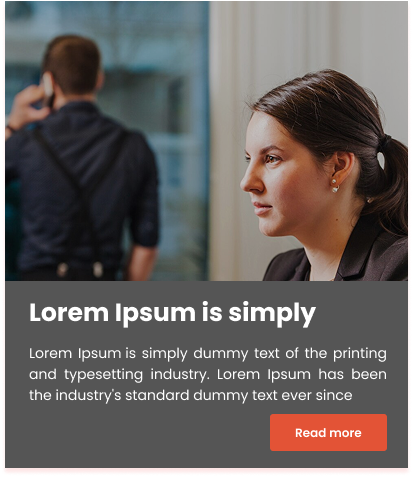 Lorem Ipsum is simply
Lorem Ipsum is simply dummy text of the printing
and typesetting industry. Lorem Ipsum has been
the industry's standard dummy text ever since
Read more